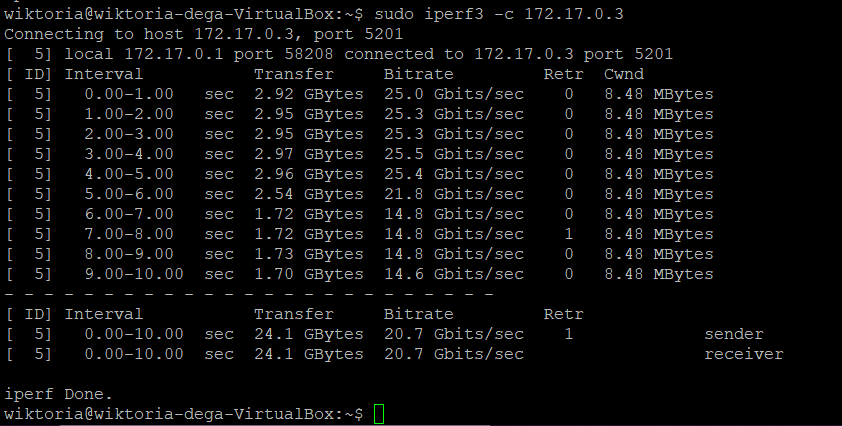 wiktoria@wiktoria-dega-VirtualBox:~$ sudo iperf3 -c 172.17.0.3
Connecting to host 172.17.0.3, port 5201
[  5] local 172.17.0.1 port 58208 connected to 172.17.0.3 port 5201
[ ID] Interval           Transfer     Bitrate         Retr  Cwnd
[  5]   0.00-1.00   sec  2.92 GBytes  25.0 Gbits/sec    0   8.48 MBytes
[  5]   1.00-2.00   sec  2.95 GBytes  25.3 Gbits/sec    0   8.48 MBytes
[  5]   2.00-3.00   sec  2.95 GBytes  25.3 Gbits/sec    0   8.48 MBytes
[  5]   3.00-4.00   sec  2.97 GBytes  25.5 Gbits/sec    0   8.48 MBytes
[  5]   4.00-5.00   sec  2.96 GBytes  25.4 Gbits/sec    0   8.48 MBytes
[  5]   5.00-6.00   sec  2.54 GBytes  21.8 Gbits/sec    0   8.48 MBytes
[  5]   6.00-7.00   sec  1.72 GBytes  14.8 Gbits/sec    0   8.48 MBytes
[  5]   7.00-8.00   sec  1.72 GBytes  14.8 Gbits/sec    1   8.48 MBytes
[  5]   8.00-9.00   sec  1.73 GBytes  14.8 Gbits/sec    0   8.48 MBytes
[  5]   9.00-10.00  sec  1.70 GBytes  14.6 Gbits/sec    0   8.48 MBytes
- - - - - - - - - - - - - - - - - - - - - - - - -
[ ID] Interval           Transfer     Bitrate         Retr
[  5]   0.00-10.00  sec  24.1 GBytes  20.7 Gbits/sec    1             sender
[  5]   0.00-10.00  sec  24.1 GBytes  20.7 Gbits/sec                  receiver
iperf Done.
wiktoria@wiktoria-dega-VirtualBox:~$